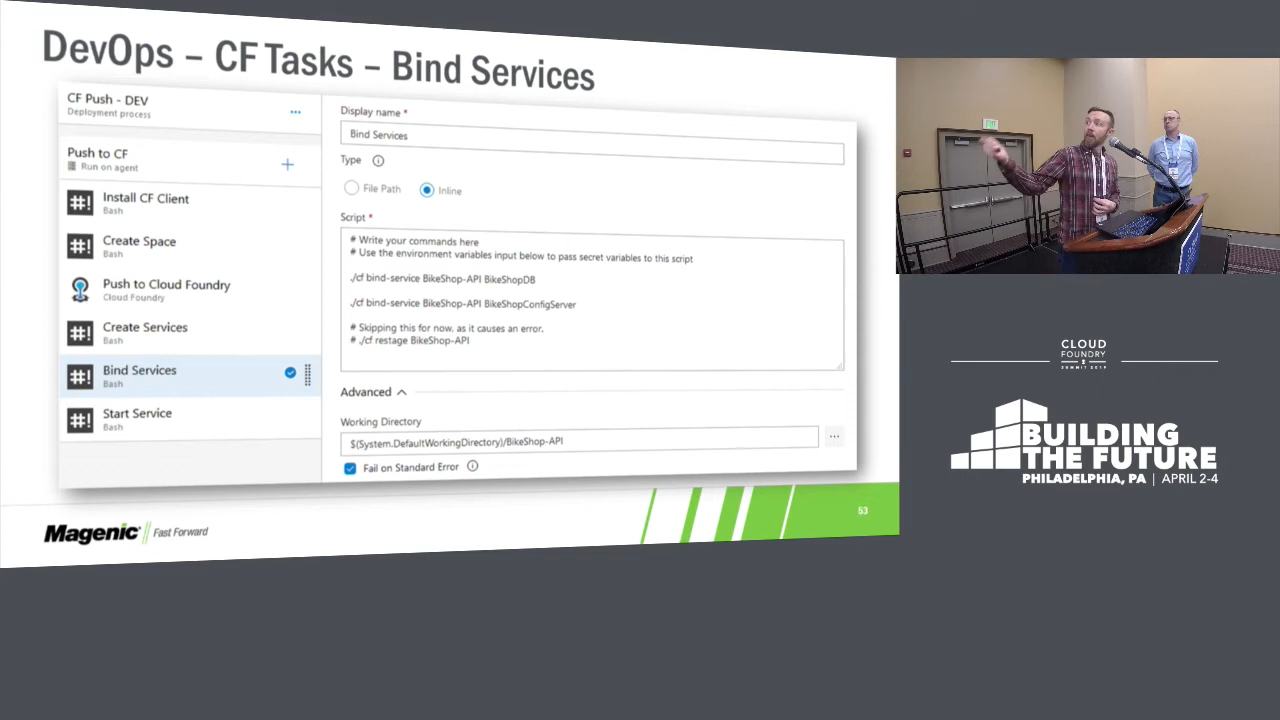 DevOps – CF Tasks – Bind Services
CF Push - DEV
Deployment process
Push to CF
Run on agent
Install CF Client
Bash
Create Space
Bash
Push to Cloud Foundry
Cloud Foundry
Create Services
Bash
Bind Services
Bash
Start Service
Bash
Display name *
Bind Services
Type
File Path
Inline
Script *
# Write your commands here
# Use the environment variables input below to pass secret variables to this script
./cf bind-service BikeShop-API BikeShopDB
./cf bind-service BikeShop-API BikeShopConfigServer
# Skipping this for now, as it causes an error.
# ./cf restage BikeShop-API
Advanced
Working Directory
$(System.DefaultWorkingDirectory)/BikeShop-API
Fail on Standard Error
Magenic Fast Forward
53
EXIT
CLOUD
FOUNDRY
SUMMIT 2019
BUILDING
THE FUTURE
PHILADELPHIA, PA | APRIL 2-4